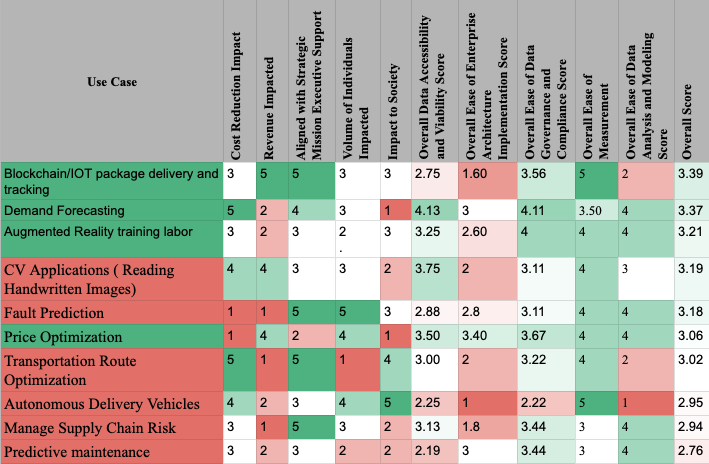 Use Case
Cost Reduction Impact
Revenue Impacted
Aligned with Strategic
Mission Executive Support
Volume of Individuals
Impacted
Impact to Society
Overall Data Accessibility
and Viability Score
Overall Ease of Enterprise
Architecture
Implementation Score
Overall Ease of Data
Governance and
Compliance Score
Overall Ease of
Measurement
Overall Ease of Data
Analysis and Modeling
Score
Overall Score
Blockchain/IOT package delivery and 3 5 5 3 3 2.75 1.60 3.56 5 2 3.39
tracking
Demand Forecasting 5 2 4 3 1 4.13 3 4.11 3.50 4 3.37
Augmented Reality training labor 3 2 3 2 3 3.25 2.60 4 4 4 3.21
.
CV Applications ( Reading 4 4 3 3 2 3.75 2 3.11 4 3 3.19
Handwritten Images)
Fault Prediction 1 1 5 5 3 2.88 2.8 3.11 4 4 3.18
Price Optimization 1 4 2 4 1 3.50 3.40 3.67 4 4 3.06
Transportation Route 5 1 5 1 4 3.00 2 3.22 4 2 3.02
Optimization
Autonomous Delivery Vehicles 4 2 3 4 5 2.25 1 2.22 5 1 2.95
Manage Supply Chain Risk 3 1 5 3 2 3.13 1.8 3.44 3 4 2.94
Predictive maintenance 3 2 3 2 2 2.19 3 3.44 3 4 2.76